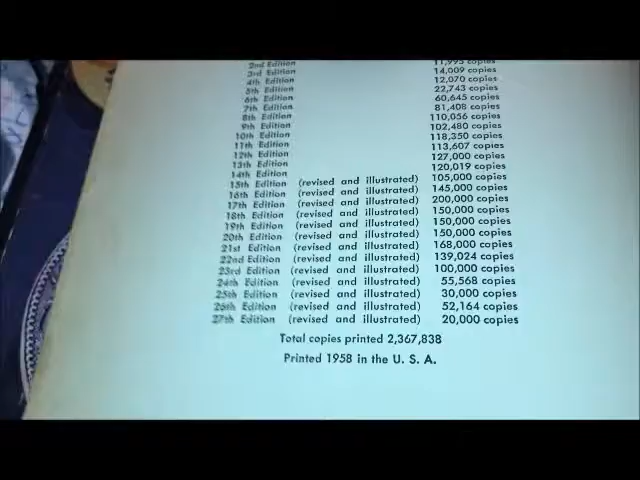 2nd Edition
3rd Edition 11,995 copies
4th Edition 14,009 copies
5th Edition 12,070 copies
6th Edition 22,743 copies
7th Edition 60,645 copies
8th Edition 81,408 copies
9th Edition 110,056 copies
10th Edition 102,480 copies
11th Edition 118,350 copies
12th Edition 113,607 copies
13th Edition 127,000 copies
14th Edition 120,019 copies
15th Edition (revised and illustrated) 105,000 copies
16th Edition (revised and illustrated) 145,000 copies
17th Edition (revised and illustrated) 200,000 copies
18th Edition (revised and illustrated) 150,000 copies
19th Edition (revised and illustrated) 150,000 copies
20th Edition (revised and illustrated) 150,000 copies
21st Edition (revised and illustrated) 168,000 copies
22nd Edition (revised and illustrated) 139,024 copies
23rd Edition (revised and illustrated) 100,000 copies
24th Edition (revised and illustrated) 55,568 copies
25th Edition (revised and illustrated) 30,000 copies
26th Edition (revised and illustrated) 52,164 copies
27th Edition (revised and illustrated) 20,000 copies
Total copies printed 2,367,838
Printed 1958 in the U. S. A.